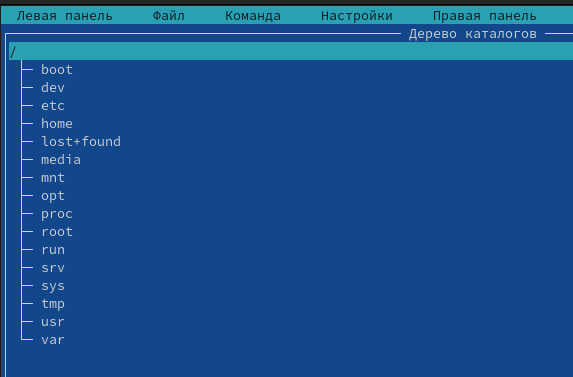 Левая панель Файл Команда Настройки Правая панель
Дерево каталогов
/
boot
dev
etc
home
lost+found
media
mnt
opt
proc
root
run
srv
sys
tmp
usr
var